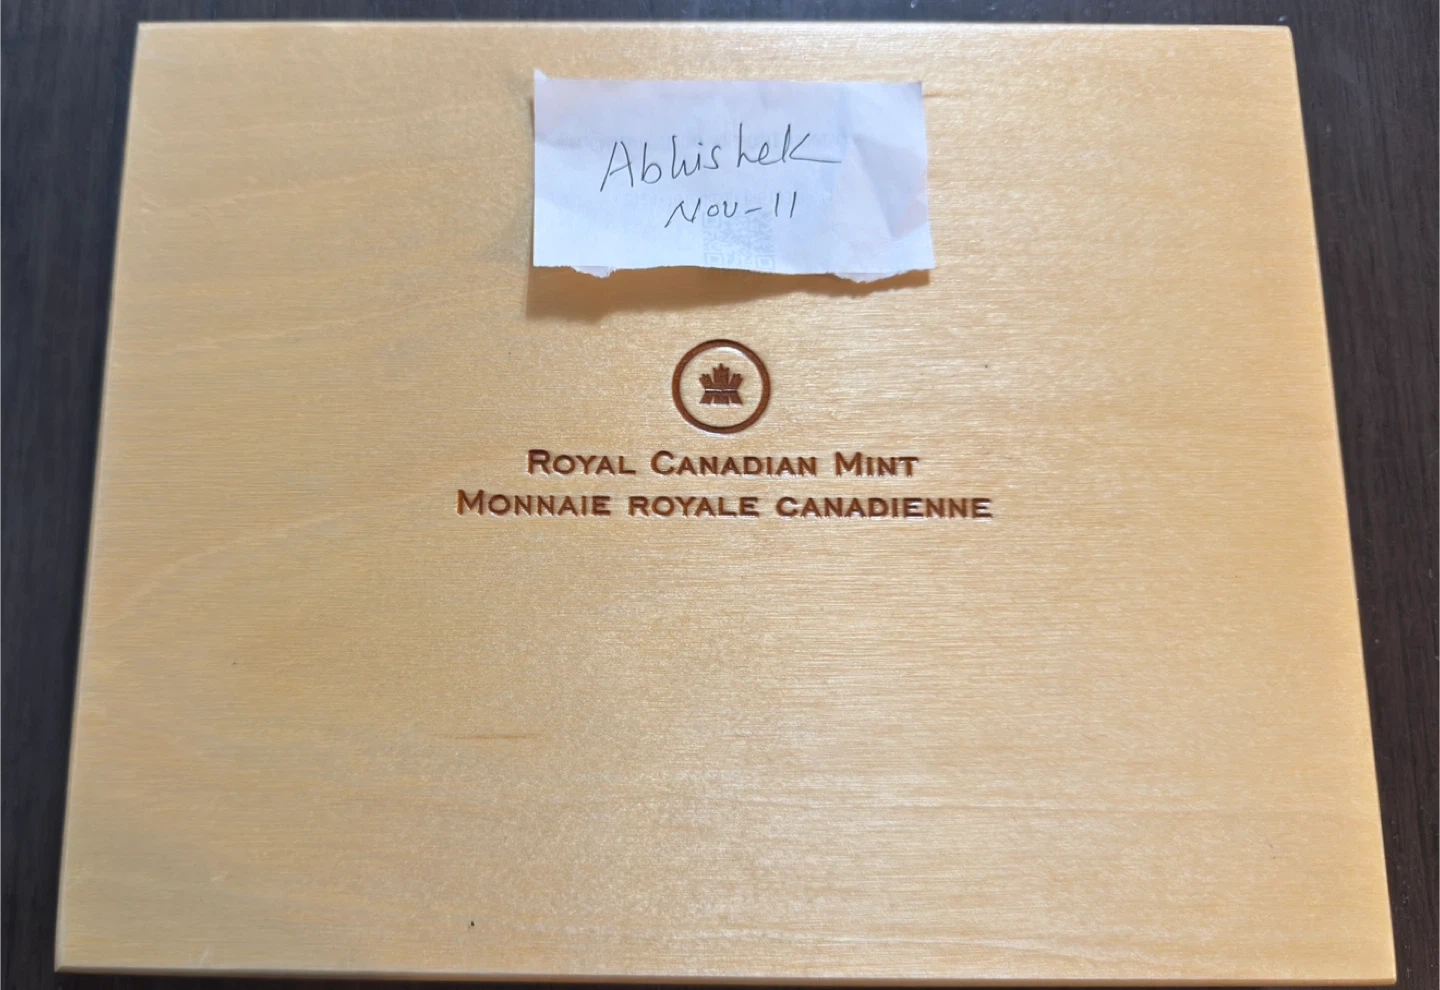 Abhishek
Nov-11
ROYAL CANADIAN MINT
MONNAIE ROYALE CANADIENNE